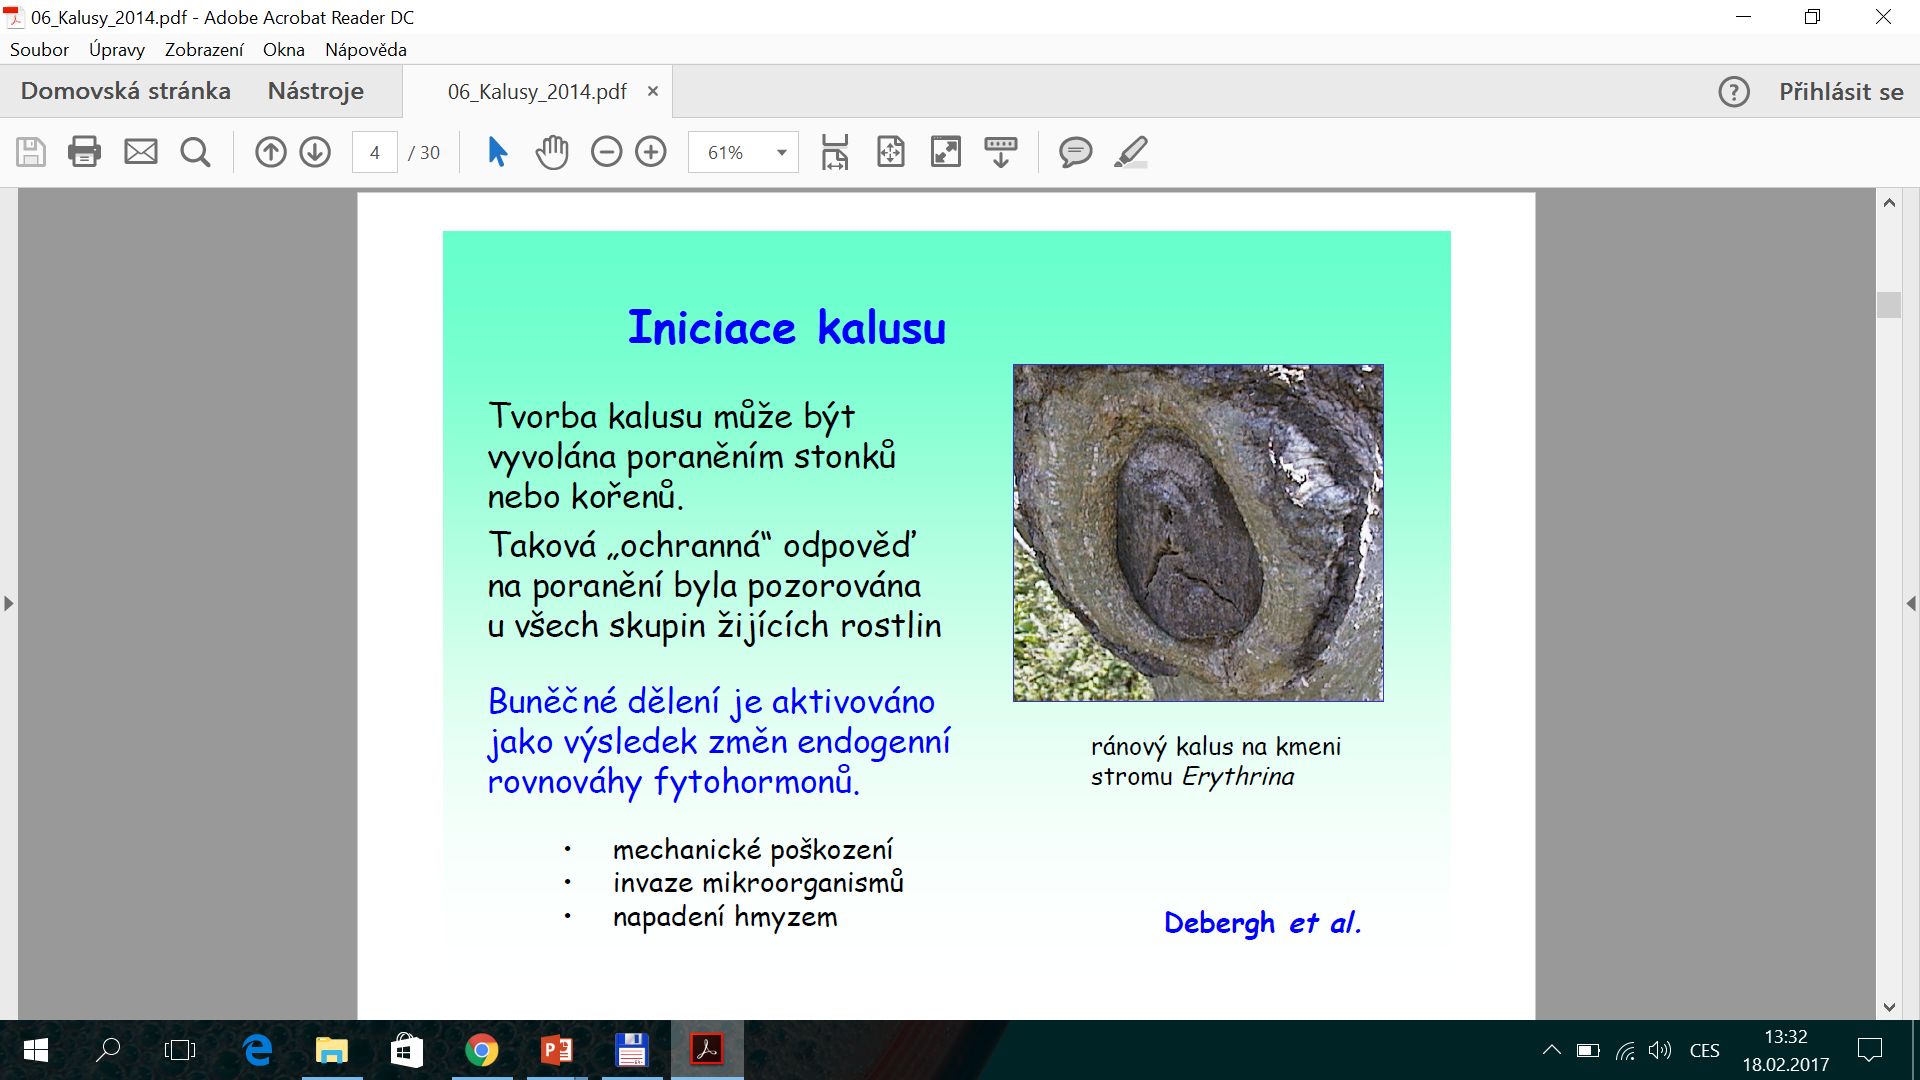 06_Kalusy_2014.pdf - Adobe Acrobat Reader DC
Soubor Úpravy Zobrazení Okna Nápověda
Domovská stránka Nástroje 06_Kalusy_2014.pdf × ? Přihlásit se
4 / 30 61%
Iniciace kalusu
Tvorba kalusu může být
vyvolána poraněním stonků
nebo kořenů.
Taková „ochranná“ odpověď
na poranění byla pozorována
u všech skupin žijících rostlin
Buněčné dělení je aktivováno
jako výsledek změn endogenní
rovnováhy fytohormonů.
• mechanické poškození
• invaze mikroorganismů
• napadení hmyzem
ránový kalus na kmeni
stromu Erythrina
Debergh et al.
CES
13:32
18.02.2017